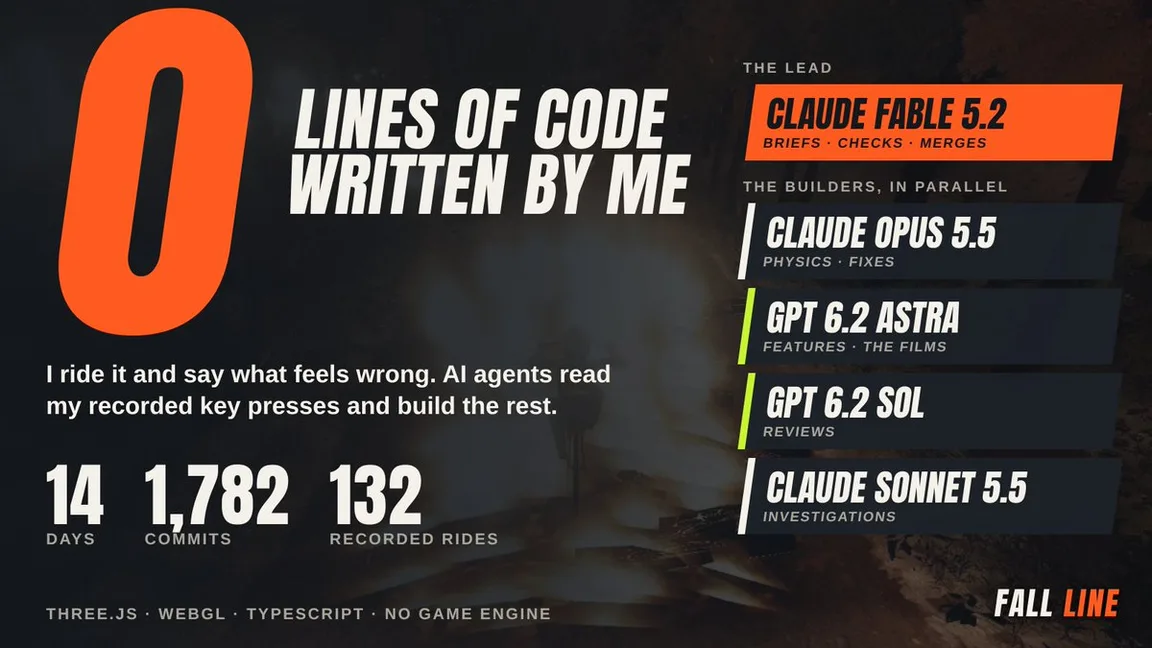 0
LINES OF CODE
WRITTEN BY ME
I ride it and say what feels wrong. AI agents read
my recorded key presses and build the rest.
14
DAYS
1,782
COMMITS
132
RECORDED RIDES
THREE.JS · WEBGL · TYPESCRIPT · NO GAME ENGINE
THE LEAD
CLAUDE FABLE 5.2
BRIEFS · CHECKS · MERGES
THE BUILDERS, IN PARALLEL
CLAUDE OPUS 5.5
PHYSICS · FIXES
GPT 6.2 ASTRA
FEATURES · THE FILMS
GPT 6.2 SOL
REVIEWS
CLAUDE SONNET 5.5
INVESTIGATIONS
FALL LINE